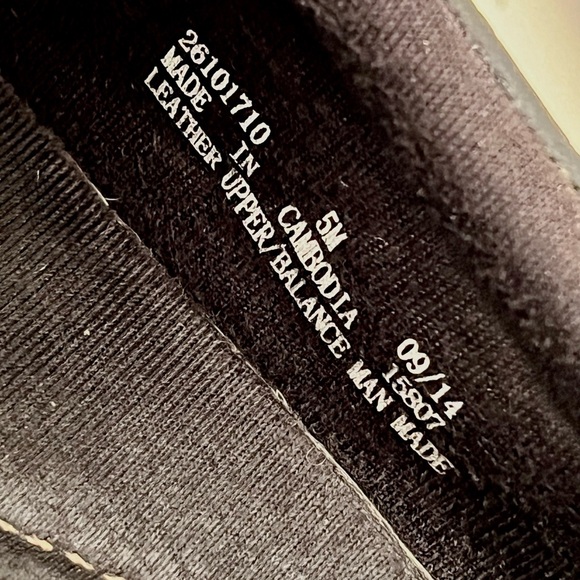 26101710 5M 09/14
MADE IN CAMBODIA 15807
LEATHER UPPER/BALANCE MAN MADE